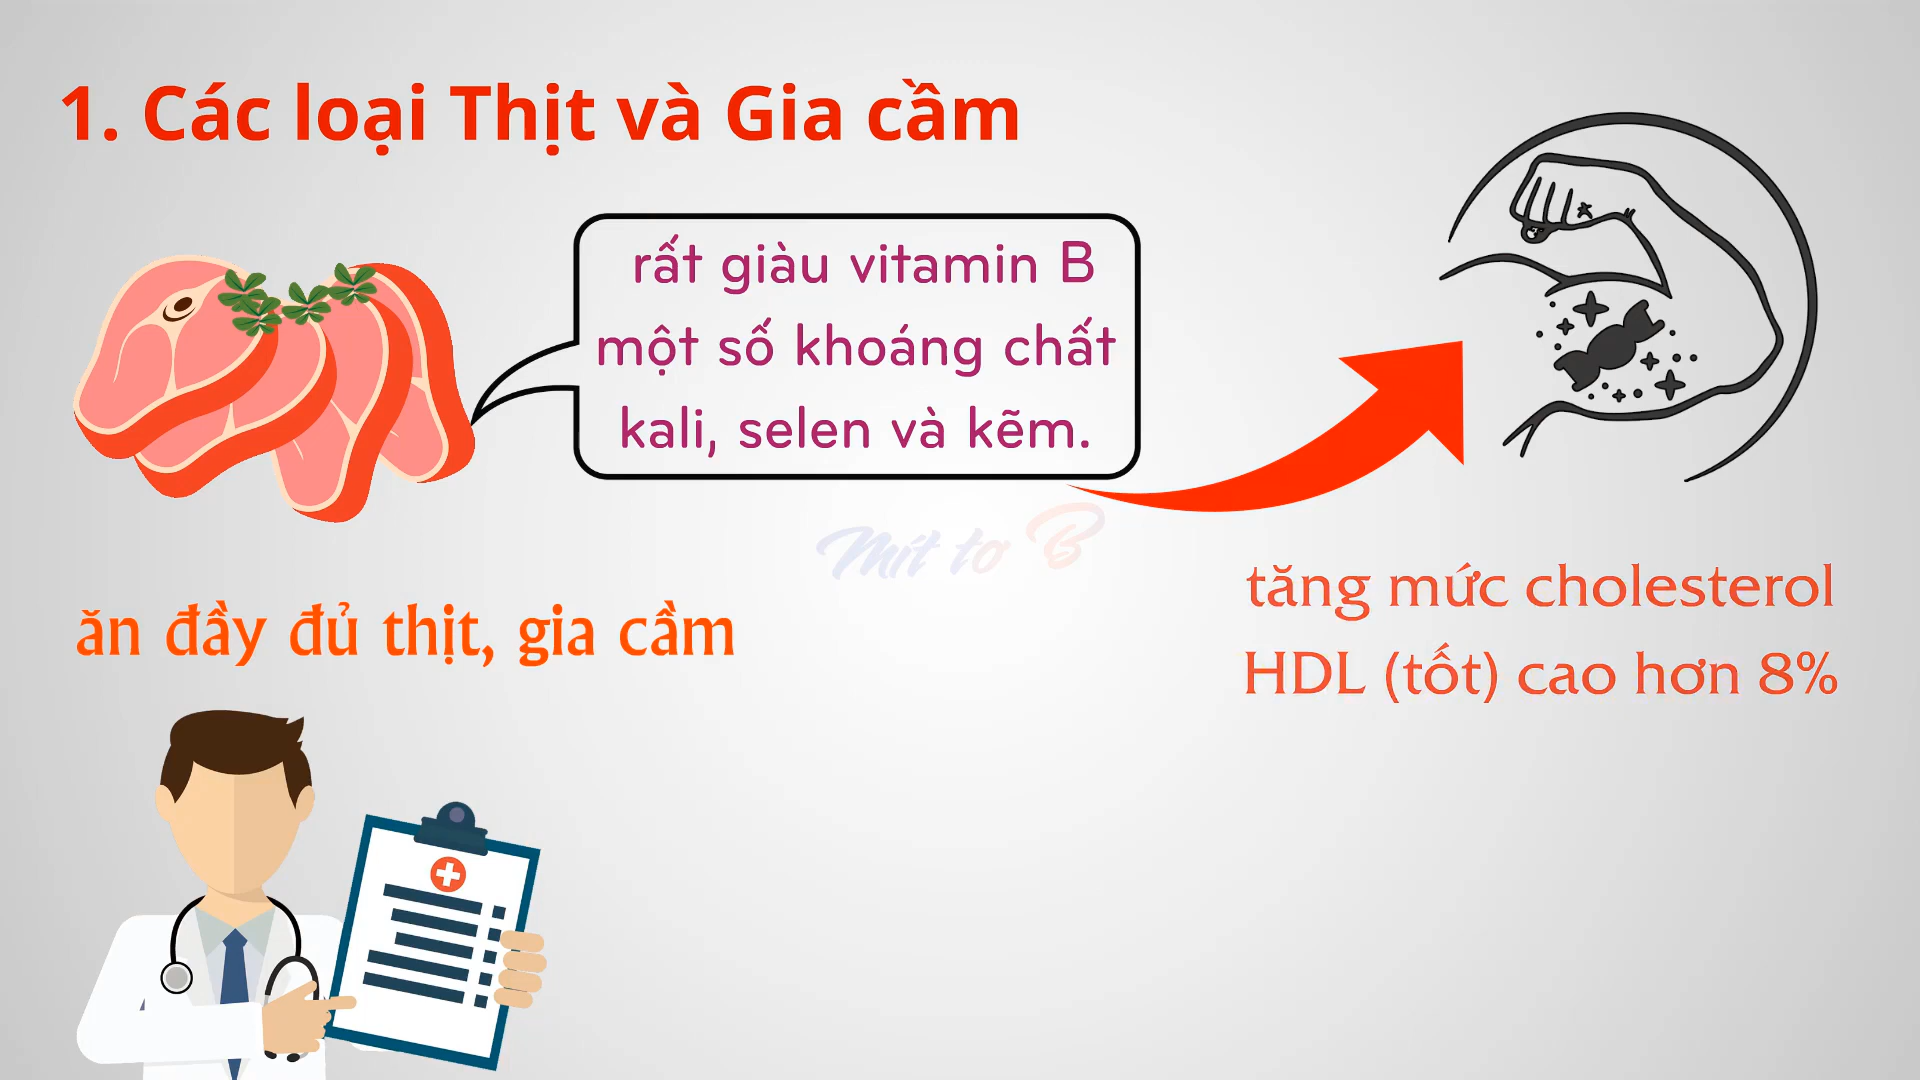 1. Các loại Thịt và Gia cầm
rất giàu vitamin B
một số khoáng chất
kali, selen và kẽm.
Mít tơ B
tăng mức cholesterol
HDL (tốt) cao hơn 8%
ăn đầy đủ thịt, gia cầm